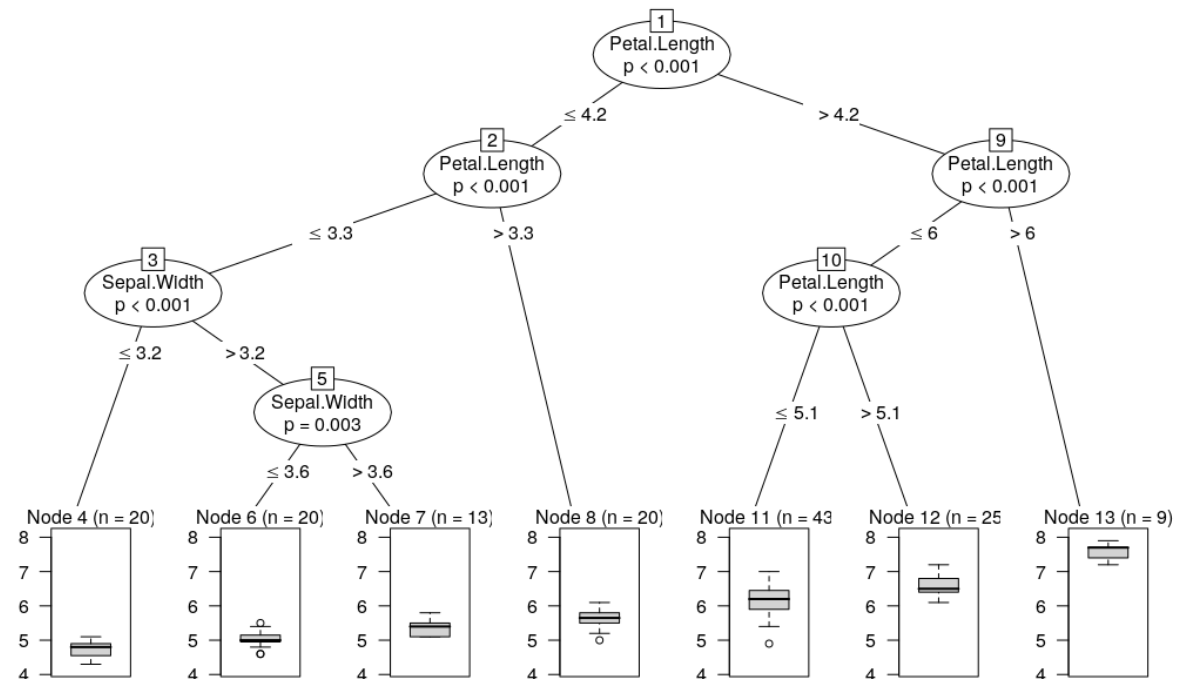 1
Petal.Length
p < 0.001
≤ 4.2
> 4.2
2
Petal.Length
p < 0.001
9
Petal.Length
p < 0.001
≤ 3.3
> 3.3
≤ 6
> 6
3
Sepal.Width
p < 0.001
10
Petal.Length
p < 0.001
≤ 3.2
> 3.2
5
Sepal.Width
p = 0.003
≤ 5.1
> 5.1
≤ 3.6
> 3.6
Node 4 (n = 20)
8
7
6
5
4
Node 6 (n = 20)
8
7
6
5
4
Node 7 (n = 13)
8
7
6
5
4
Node 8 (n = 20)
8
7
6
5
4
Node 11 (n = 43
8
7
6
5
4
Node 12 (n = 25
8
7
6
5
4
Node 13 (n = 9)
8
7
6
5
4